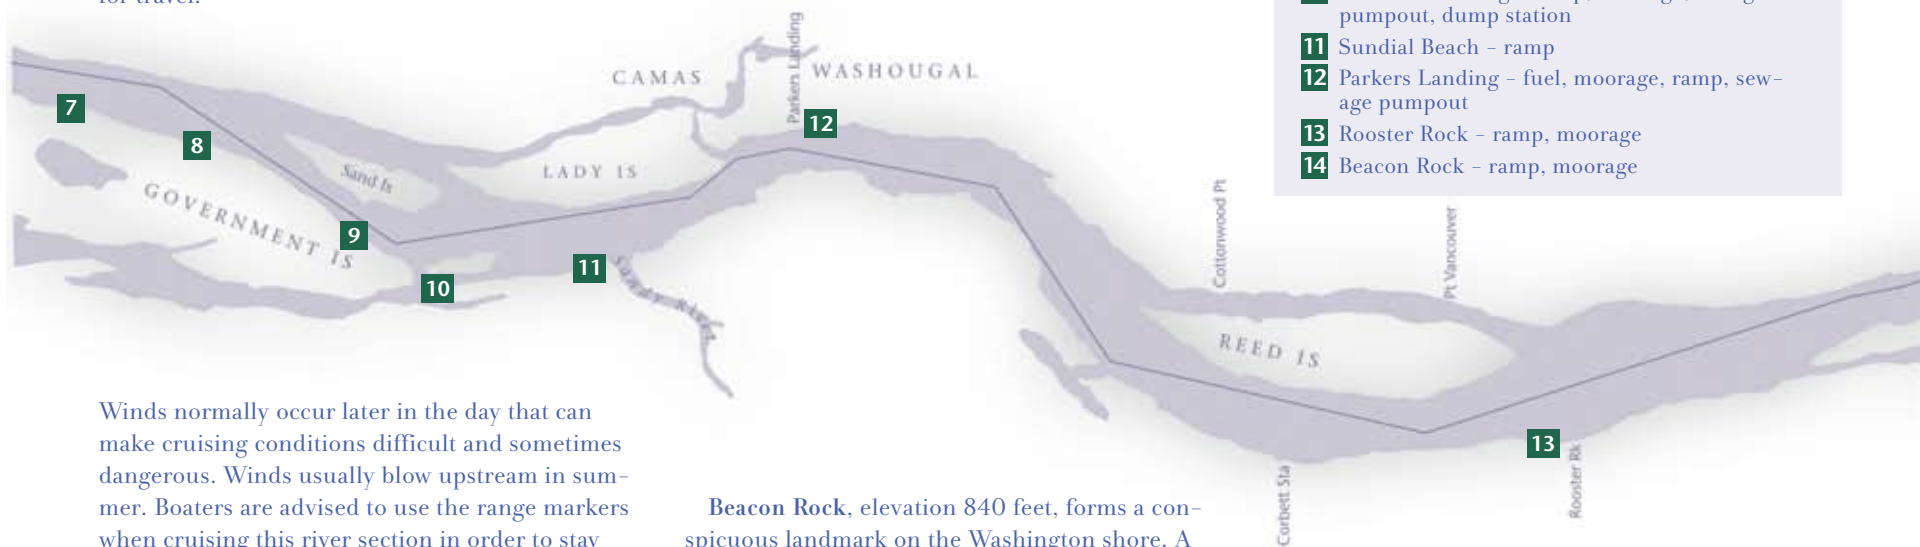 for travel.
pumpout, dump station
11 Sundial Beach – ramp
12 Parkers Landing – fuel, moorage, ramp, sew-
age pumpout
13 Rooster Rock – ramp, moorage
14 Beacon Rock – ramp, moorage
Parkers Landing
CAMAS
WASHOUGAL
7
12
8
Sand Is
LADY IS
GOVERNMENT IS
9
11
10
Sandy River
Cottonwood Pt
Pt Vancouver
REED IS
13
Rooster Rk
Corbett Sta
Winds normally occur later in the day that can
make cruising conditions difficult and sometimes
dangerous. Winds usually blow upstream in sum-
mer. Boaters are advised to use the range markers
when cruising this river section in order to stay
Beacon Rock, elevation 840 feet, forms a con-
spicuous landmark on the Washington shore. A